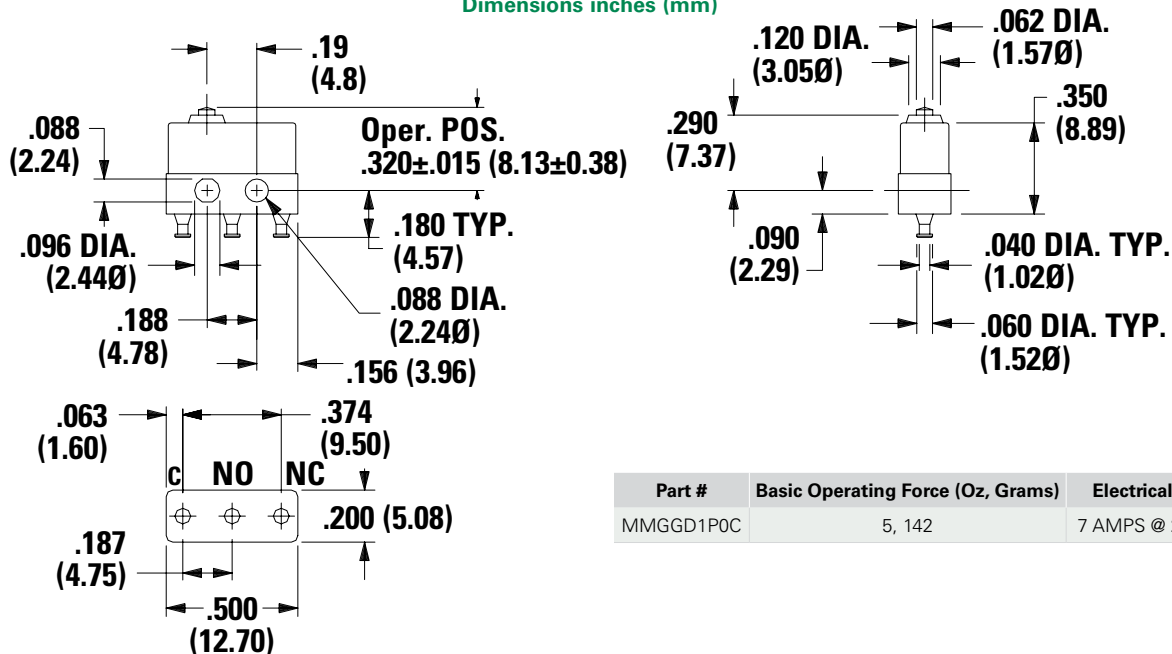 Dimensions inches (mm)
.19
(4.8)
.088
(2.24)
Oper. POS.
.320±.015 (8.13±0.38)
.096 DIA.
(2.44Ø)
.180 TYP.
(4.57)
.088 DIA.
(2.24Ø)
.188
(4.78)
.156 (3.96)
.120 DIA.
(3.05Ø)
.062 DIA.
(1.57Ø)
.290
(7.37)
.350
(8.89)
.090
(2.29)
.040 DIA. TYP.
(1.02Ø)
.060 DIA. TYP.
(1.52Ø)
.063
(1.60)
.374
(9.50)
C NO NC
.200 (5.08)
.187
(4.75)
.500
(12.70)
Part # Basic Operating Force (Oz, Grams) Electrical
MMGGD1P0C 5, 142 7 AMPS @